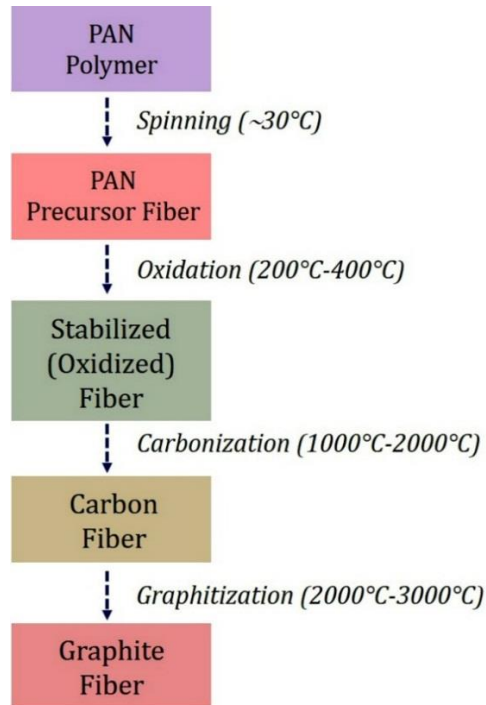 PAN
Polymer
Spinning (~30°C)
PAN
Precursor Fiber
Oxidation (200°C-400°C)
Stabilized
(Oxidized)
Fiber
Carbonization (1000°C-2000°C)
Carbon
Fiber
Graphitization (2000°C-3000°C)
Graphite
Fiber